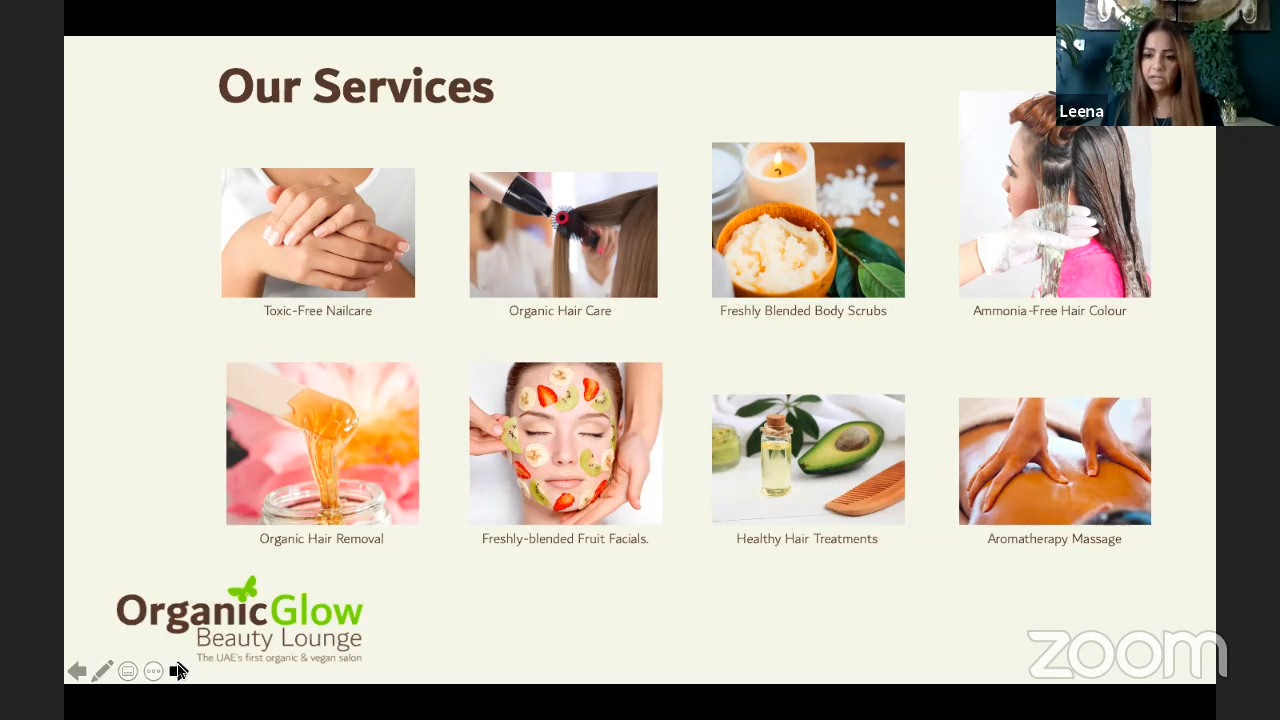 Our Services
Leena
Toxic-Free Nailcare
Organic Hair Care
Freshly Blended Body Scrubs
Ammonia-Free Hair Colour
Organic Hair Removal
Freshly-blended Fruit Facials.
Healthy Hair Treatments
Aromatherapy Massage
OrganicGlow
Beauty Lounge
The UAE's first organic & vegan salon
zoom